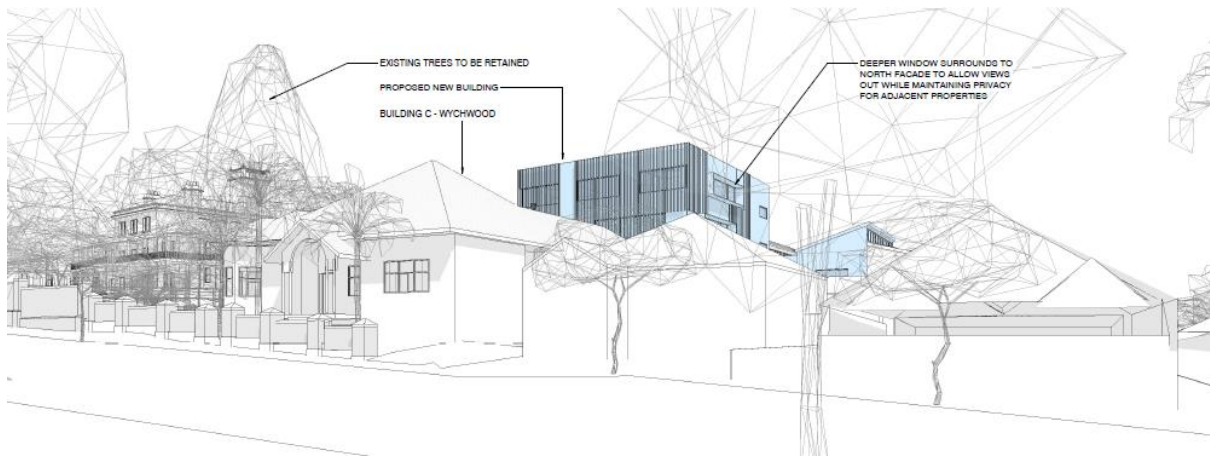 EXISTING TREES TO BE RETAINED
PROPOSED NEW BUILDING
BUILDING C - WYCHWOOD
DEEPER WINDOW SURROUNDS TO
NORTH FACADE TO ALLOW VIEWS
OUT WHILE MAINTAINING PRIVACY
FOR ADJACENT PROPERTIES